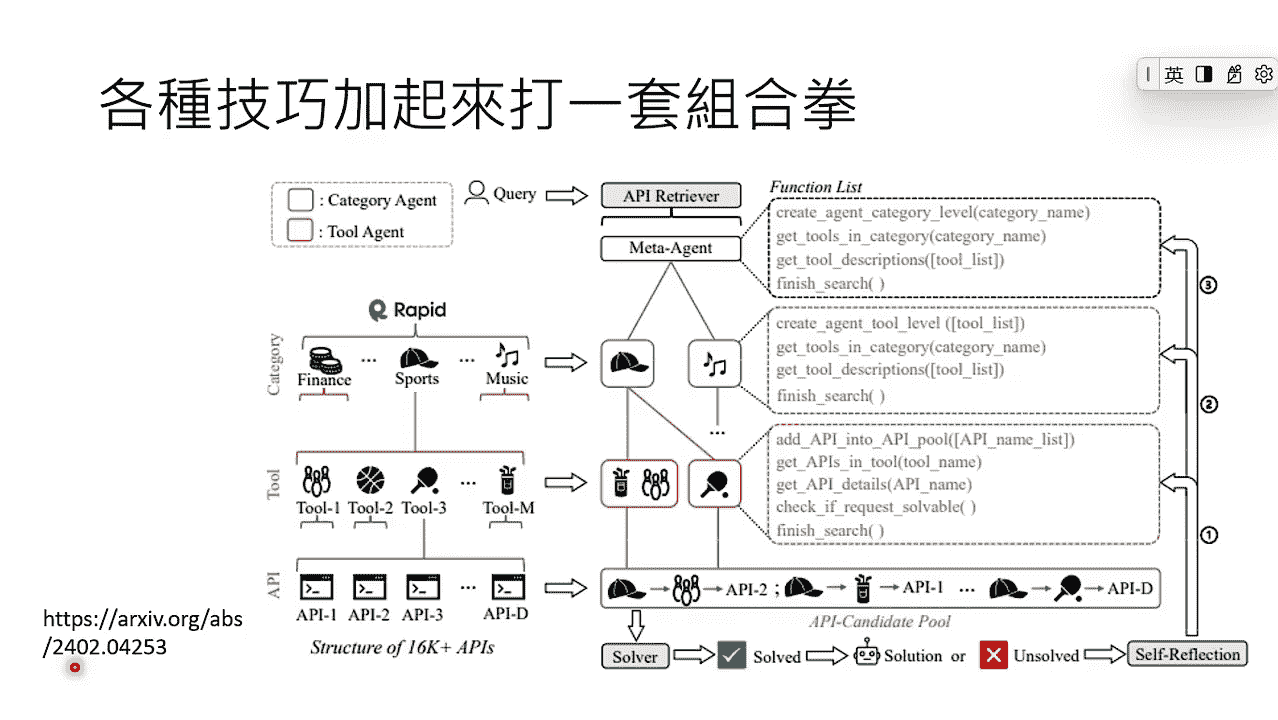 英
各種技巧加起來打一套組合拳
: Category Agent
: Tool Agent
Query
API Retriever
Meta-Agent
Function List
create_agent_category_level(category_name)
get_tools_in_category(category_name)
get_tool_descriptions([tool_list])
finish_search( )
③
Rapid
Category
Finance
...
Sports
...
Music
...
create_agent_tool_level ([tool_list])
get_tools_in_category(category_name)
get_tool_descriptions([tool_list])
finish_search( )
②
Tool
Tool-1
Tool-2
Tool-3
...
Tool-M
add_API_into_API_pool([API_name_list])
get_APIs_in_tool(tool_name)
get_API_details(API_name)
check_if_request_solvable( )
finish_search( )
①
API
API-1
API-2
API-3
...
API-D
API-2 ;
API-1
...
API-D
API-Candidate Pool
Structure of 16K+ APIs
Solver
Solved
Solution or
Unsolved
Self-Reflection
https://arxiv.org/abs
/2402.04253